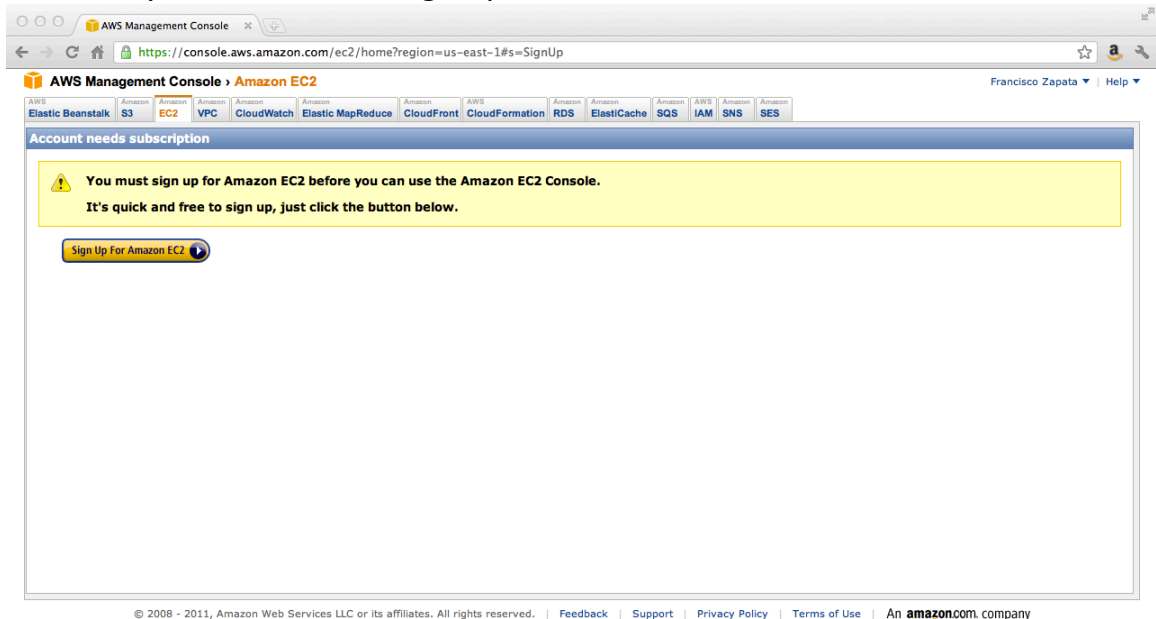 AWS Management Console
https://console.aws.amazon.com/ec2/home?region=us-east-1#s=SignUp
AWS Management Console › Amazon EC2
Francisco Zapata ▼ | Help ▼
AWS Amazon Amazon Amazon Amazon Amazon Amazon AWS Amazon Amazon Amazon AWS Amazon Amazon
Elastic Beanstalk S3 EC2 VPC CloudWatch Elastic MapReduce CloudFront CloudFormation RDS ElastiCache SQS IAM SNS SES
Account needs subscription
You must sign up for Amazon EC2 before you can use the Amazon EC2 Console.
It's quick and free to sign up, just click the button below.
Sign Up For Amazon EC2
© 2008 - 2011, Amazon Web Services LLC or its affiliates. All rights reserved. | Feedback | Support | Privacy Policy | Terms of Use | An amazon.com. company